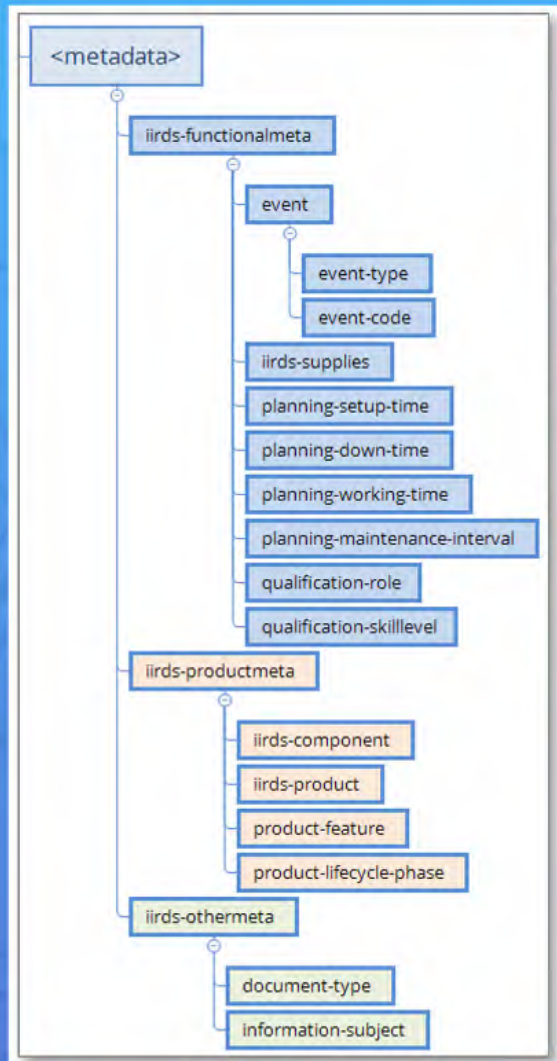 <metadata>
iirds-functionalmeta
event
event-type
event-code
iirds-supplies
planning-setup-time
planning-down-time
planning-working-time
planning-maintenance-interval
qualification-role
qualification-skilllevel
iirds-productmeta
iirds-component
iirds-product
product-feature
product-lifecycle-phase
iirds-othermeta
document-type
information-subject